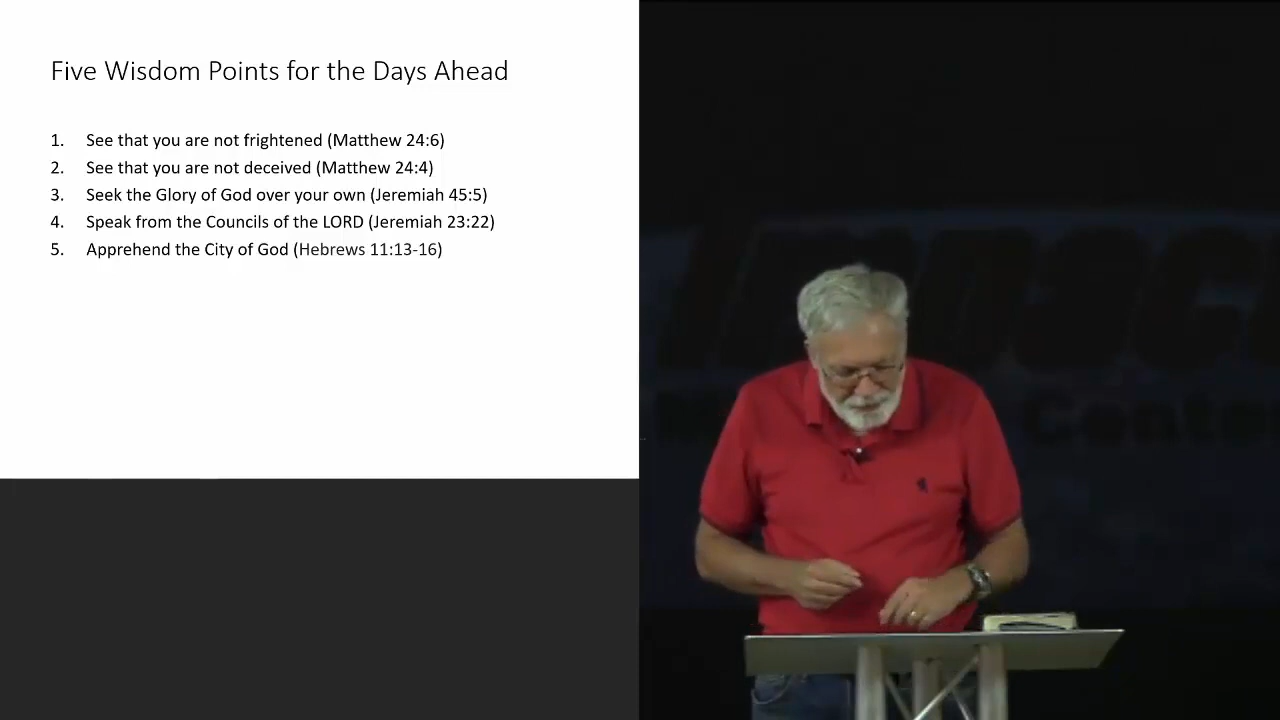 Five Wisdom Points for the Days Ahead
1. See that you are not frightened (Matthew 24:6)
2. See that you are not deceived (Matthew 24:4)
3. Seek the Glory of God over your own (Jeremiah 45:5)
4. Speak from the Councils of the LORD (Jeremiah 23:22)
5. Apprehend the City of God (Hebrews 11:13-16)
Center